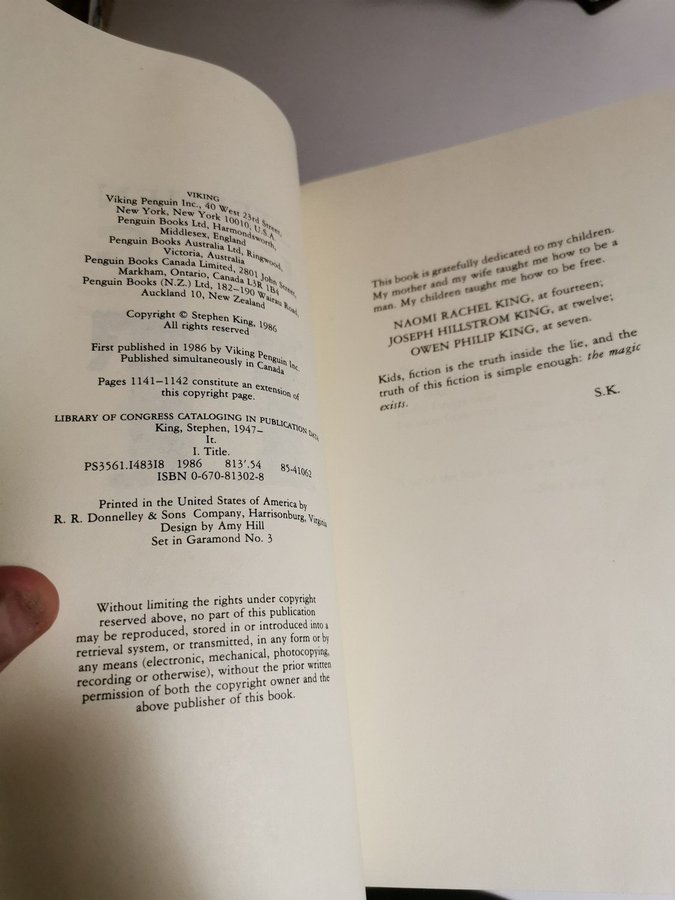 VIKING
Viking Penguin Inc., 40 West 23rd Street,
New York, New York 10010, U.S.A.
Penguin Books Ltd, Harmondsworth,
Middlesex, England
Penguin Books Australia Ltd, Ringwood,
Victoria, Australia
Penguin Books Canada Limited, 2801 John Street,
Markham, Ontario, Canada L3R 1B4
Penguin Books (N.Z.) Ltd, 182–190 Wairau Road,
Auckland 10, New Zealand
Copyright © Stephen King, 1986
All rights reserved
First published in 1986 by Viking Penguin Inc.
Published simultaneously in Canada
Pages 1141–1142 constitute an extension of
this copyright page.
LIBRARY OF CONGRESS CATALOGING IN PUBLICATION DATA
King, Stephen, 1947–
It.
I. Title.
PS3561.I483I8 1986 813'.54 85-41062
ISBN 0-670-81302-8
Printed in the United States of America by
R. R. Donnelley & Sons Company, Harrisonburg, Virginia
Design by Amy Hill
Set in Garamond No. 3
Without limiting the rights under copyright
reserved above, no part of this publication
may be reproduced, stored in or introduced into a
retrieval system, or transmitted, in any form or by
any means (electronic, mechanical, photocopying,
recording or otherwise), without the prior written
permission of both the copyright owner and the
above publisher of this book.
This book is gratefully dedicated to my children.
My mother and my wife taught me how to be a
man. My children taught me how to be free.
NAOMI RACHEL KING, at fourteen;
JOSEPH HILLSTROM KING, at twelve;
OWEN PHILIP KING, at seven.
Kids, fiction is the truth inside the lie, and the
truth of this fiction is simple enough: the magic
exists.
S.K.